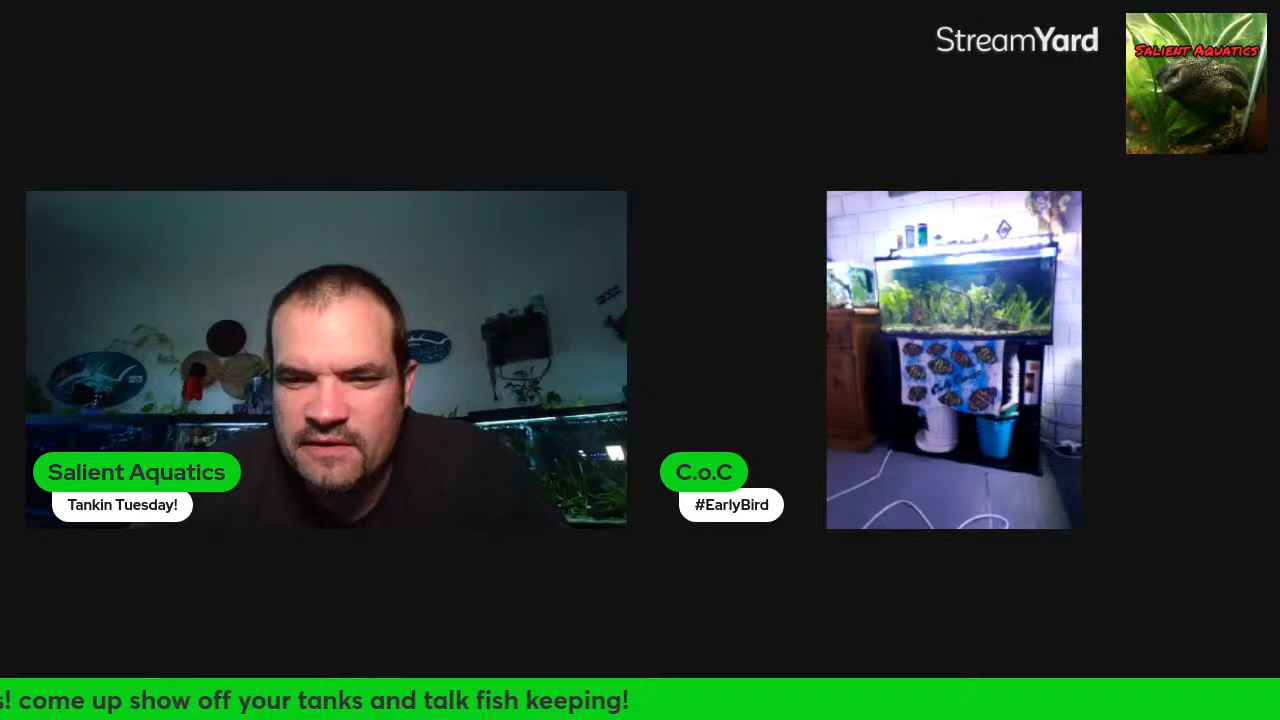 StreamYard
Salient Aquatics
Salient Aquatics
Tankin Tuesday!
C.o.C
#EarlyBird
s! come up show off your tanks and talk fish keeping!